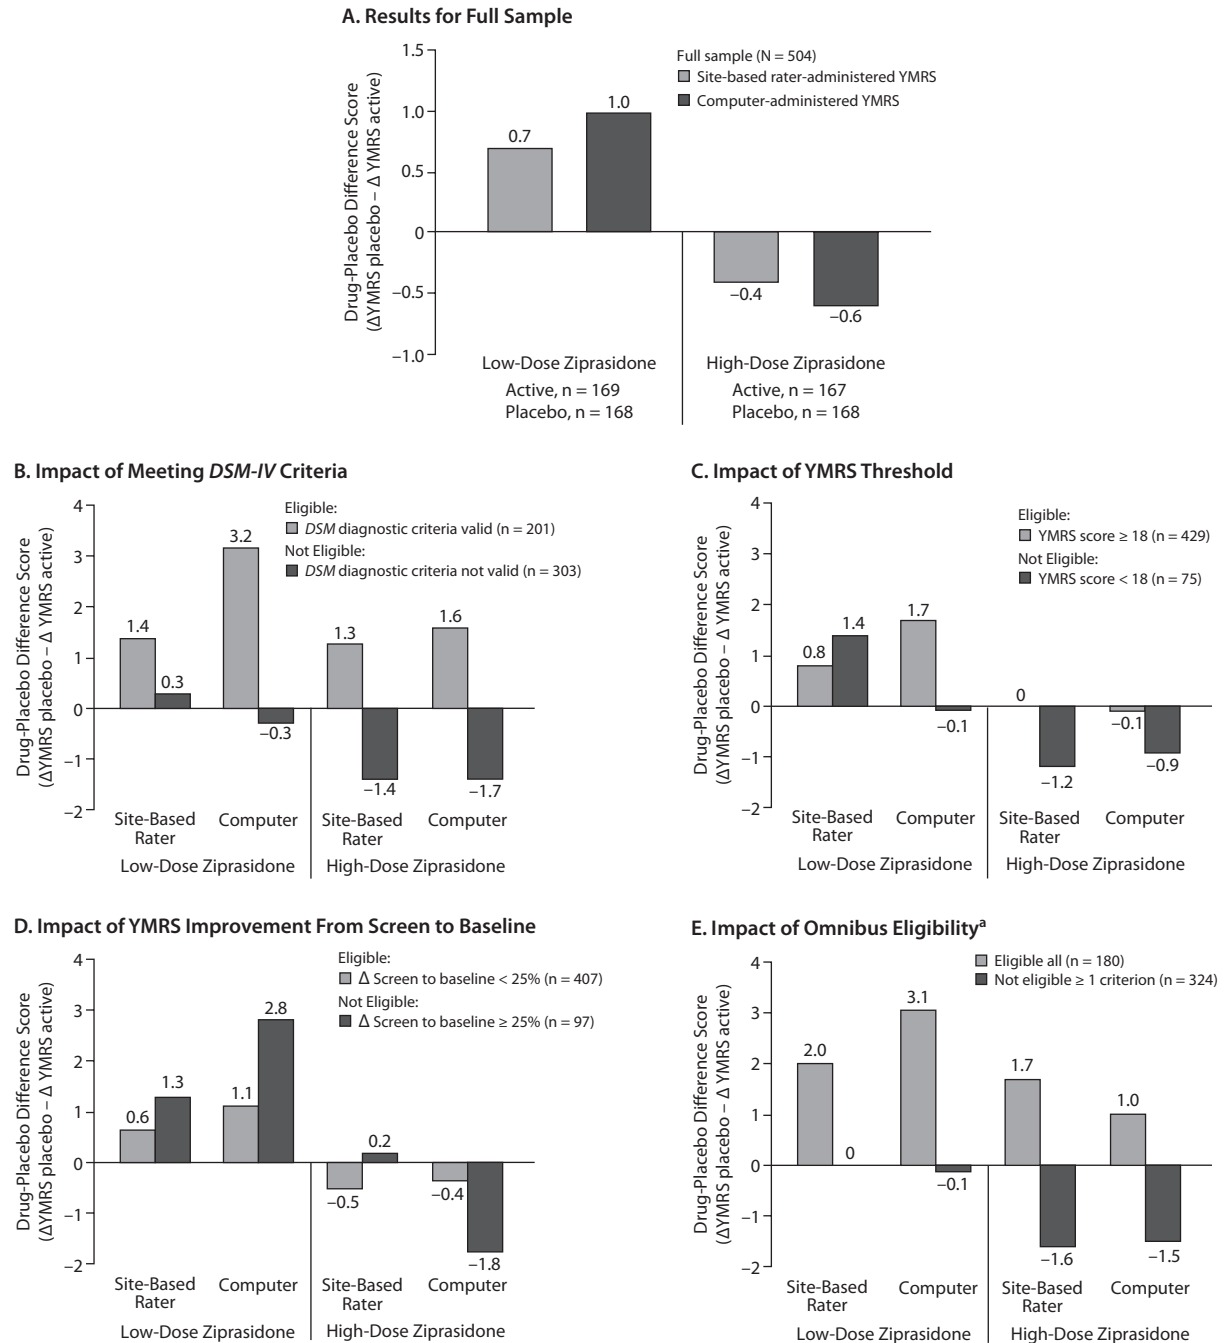 A. Results for Full Sample
Drug-Placebo Difference Score
(ΔYMRS placebo – Δ YMRS active)
1.5
1.0
0.5
0
–0.5
–1.0
Full sample (N = 504)
Site-based rater-administered YMRS
Computer-administered YMRS
0.7
1.0
–0.4
–0.6
Low-Dose Ziprasidone
Active, n = 169
Placebo, n = 168
High-Dose Ziprasidone
Active, n = 167
Placebo, n = 168
B. Impact of Meeting DSM-IV Criteria
Drug-Placebo Difference Score
(ΔYMRS placebo – Δ YMRS active)
4
3
2
1
0
–1
–2
Eligible:
DSM diagnostic criteria valid (n = 201)
Not Eligible:
DSM diagnostic criteria not valid (n = 303)
1.4
0.3
3.2
–0.3
1.3
–1.4
1.6
–1.7
Site-Based
Rater
Computer
Site-Based
Rater
Computer
Low-Dose Ziprasidone
High-Dose Ziprasidone
C. Impact of YMRS Threshold
Drug-Placebo Difference Score
(ΔYMRS placebo – Δ YMRS active)
4
3
2
1
0
–1
–2
Eligible:
YMRS score ≥ 18 (n = 429)
Not Eligible:
YMRS score < 18 (n = 75)
0.8
1.4
1.7
–0.1
0
–1.2
–0.1
–0.9
Site-Based
Rater
Computer
Site-Based
Rater
Computer
Low-Dose Ziprasidone
High-Dose Ziprasidone
D. Impact of YMRS Improvement From Screen to Baseline
Drug-Placebo Difference Score
(ΔYMRS placebo – Δ YMRS active)
4
3
2
1
0
–1
–2
Eligible:
Δ Screen to baseline < 25% (n = 407)
Not Eligible:
Δ Screen to baseline ≥ 25% (n = 97)
0.6
1.3
1.1
2.8
–0.5
0.2
–0.4
–1.8
Site-Based
Rater
Computer
Site-Based
Rater
Computer
Low-Dose Ziprasidone
High-Dose Ziprasidone
E. Impact of Omnibus Eligibilityᵃ
Drug-Placebo Difference Score
(ΔYMRS placebo – Δ YMRS active)
4
3
2
1
0
–1
–2
Eligible all (n = 180)
Not eligible ≥ 1 criterion (n = 324)
2.0
0
3.1
–0.1
1.7
–1.6
1.0
–1.5
Site-Based
Rater
Computer
Site-Based
Rater
Computer
Low-Dose Ziprasidone
High-Dose Ziprasidone